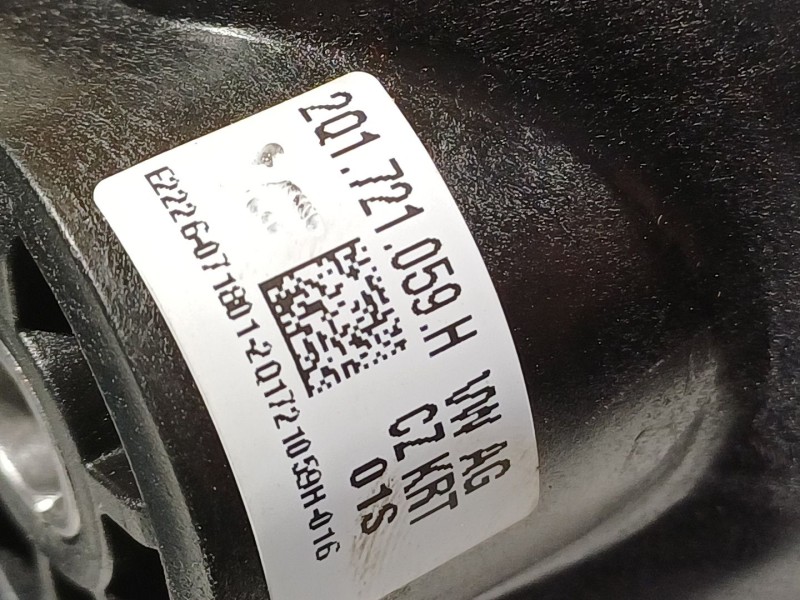 2Q1.721.059.H VW AG
CZ KRT
01S
E2226-071801-2Q1721059H-016